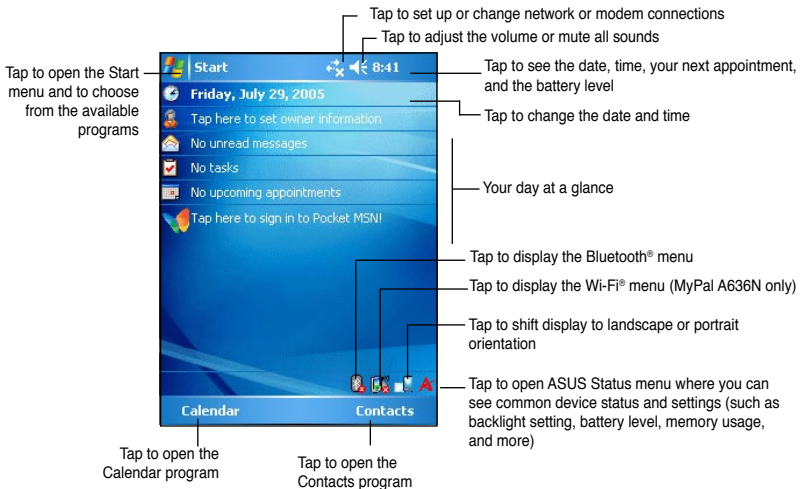 Tap to set up or change network or modem connections
Tap to adjust the volume or mute all sounds
Tap to open the Start
menu and to choose
from the available
programs
Start
8:41
Tap to see the date, time, your next appointment,
and the battery level
Friday, July 29, 2005
Tap to change the date and time
Tap here to set owner information
No unread messages
No tasks
No upcoming appointments
Tap here to sign in to Pocket MSN!
Your day at a glance
Tap to display the Bluetooth® menu
Tap to display the Wi-Fi® menu (MyPal A636N only)
Tap to shift display to landscape or portrait
orientation
Tap to open ASUS Status menu where you can
see common device status and settings (such as
backlight setting, battery level, memory usage,
and more)
Calendar
Contacts
Tap to open the
Calendar program
Tap to open the
Contacts program